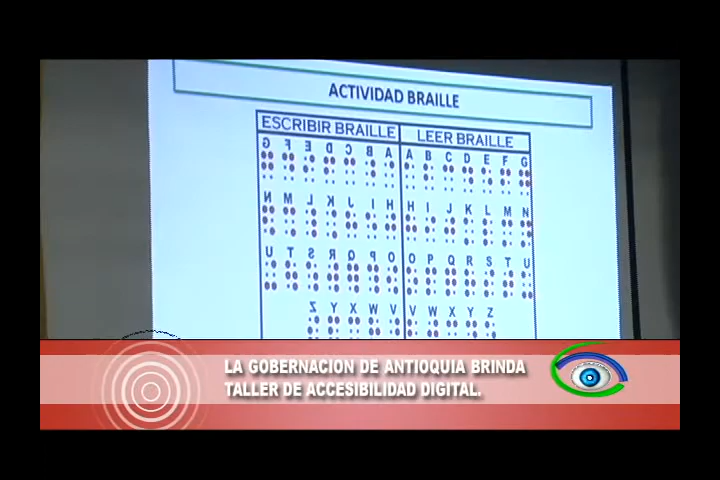 ACTIVIDAD BRAILLE
ESCRIBIR BRAILLE LEER BRAILLE
G F E D C B A A B C D E F G
N M L K J I H H I J K L M N
U T S R Q P O O P Q R S T U
Z Y X W V V W X Y Z
LA GOBERNACION DE ANTIOQUIA BRINDA
TALLER DE ACCESIBILIDAD DIGITAL.